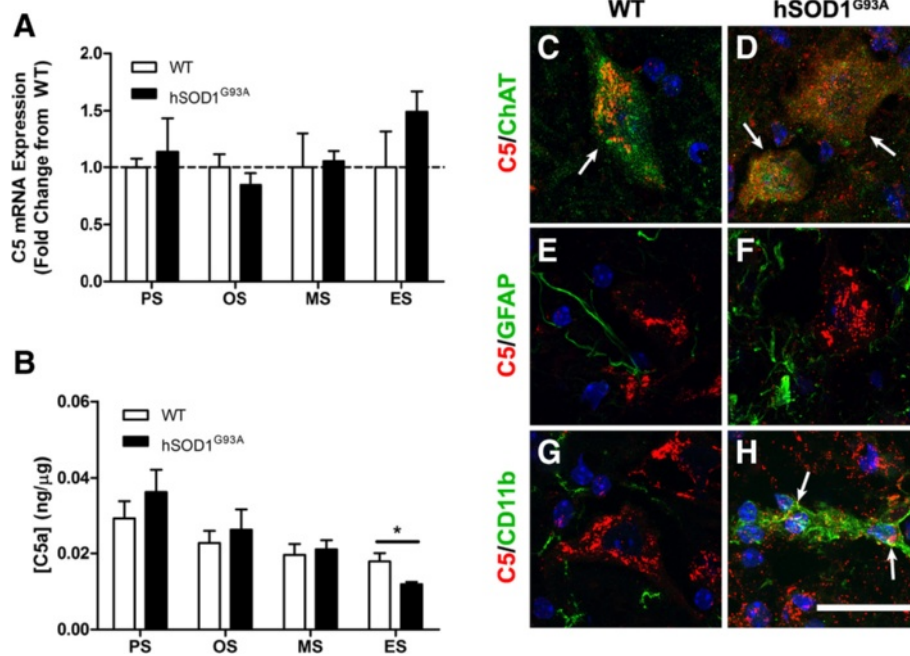 A
C5 mRNA Expression
(Fold Change from WT)
2.0
1.5
1.0
0.5
0.0
WT
hSOD1G93A
PS OS MS ES
B
[C5a] (ng/µg)
0.06
0.04
0.02
0.00
WT
hSOD1G93A
*
PS OS MS ES
WT hSOD1G93A
C5/ChAT
C D
C5/GFAP
E F
C5/CD11b
G H